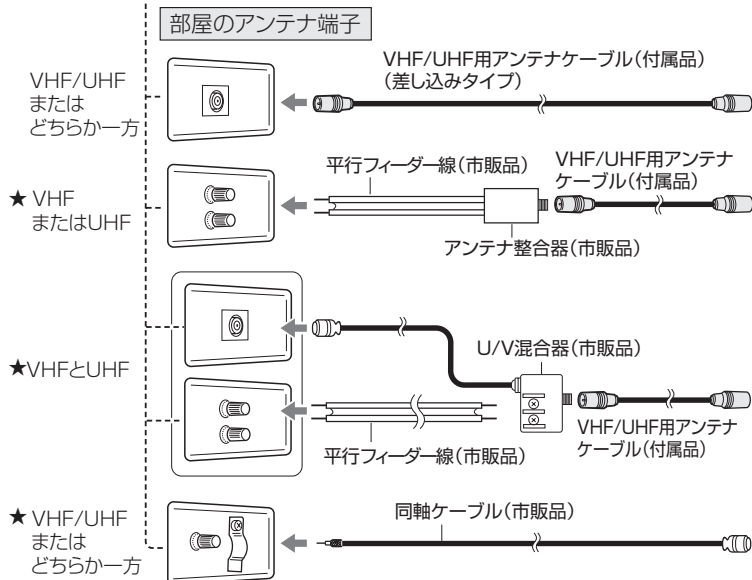 部屋のアンテナ端子
VHF/UHF
または
どちらか一方
VHF/UHF用アンテナケーブル(付属品)
(差し込みタイプ)
★ VHF
またはUHF
平行フィーダー線(市販品)
VHF/UHF用アンテナ
ケーブル(付属品)
アンテナ整合器(市販品)
★VHFとUHF
U/V混合器(市販品)
平行フィーダー線(市販品)
VHF/UHF用アンテナ
ケーブル(付属品)
★ VHF/UHF
または
どちらか一方
同軸ケーブル(市販品)